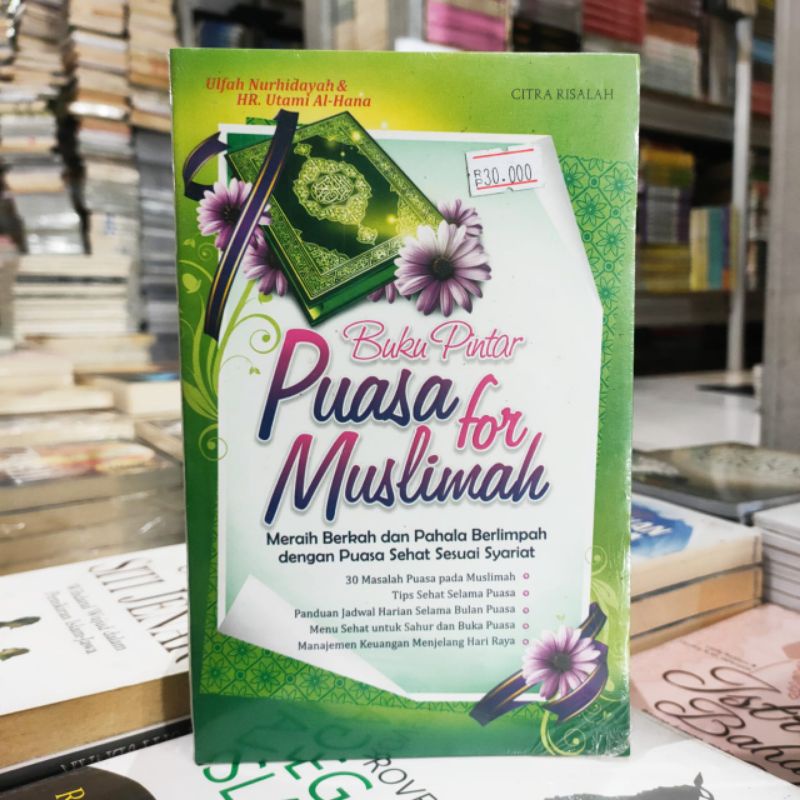 Ulfah Nurhidayah &
HR. Utami Al-Hana
CITRA RISALAH
RP 30.000
Buku Pintar
Puasa for
Muslimah
Meraih Berkah dan Pahala Berlimpah
dengan Puasa Sehat Sesuai Syariat
30 Masalah Puasa pada Muslimah
Tips Sehat Selama Puasa
Panduan Jadwal Harian Selama Bulan Puasa
Menu Sehat untuk Sahur dan Buka Puasa
Manajemen Keuangan Menjelang Hari Raya